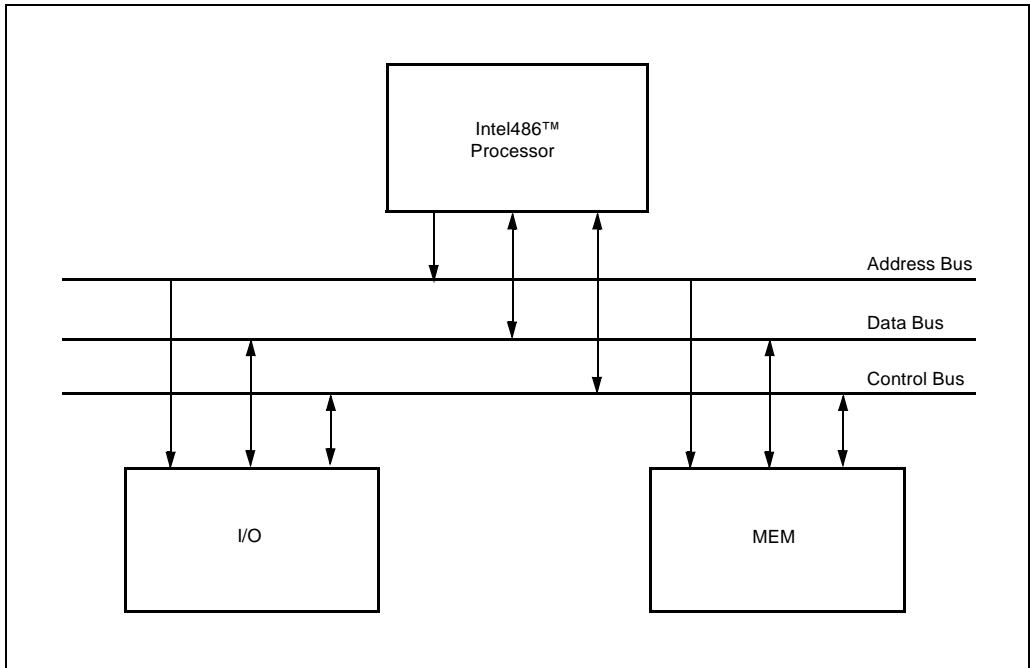 Intel486™
Processor
Address Bus
Data Bus
Control Bus
I/O
MEM